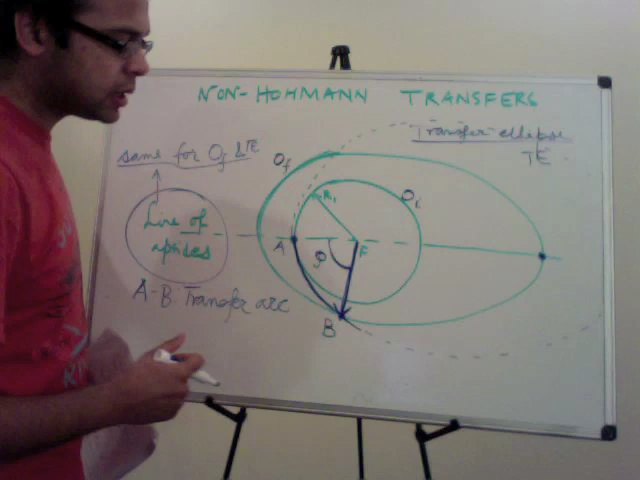 NON-HOHMANN TRANSFERS
Transfer ellipse
TE
same for Of & TE
Of
Oi
R1
Line of
apsides
A
φ
F
A-B: Transfer arc
B